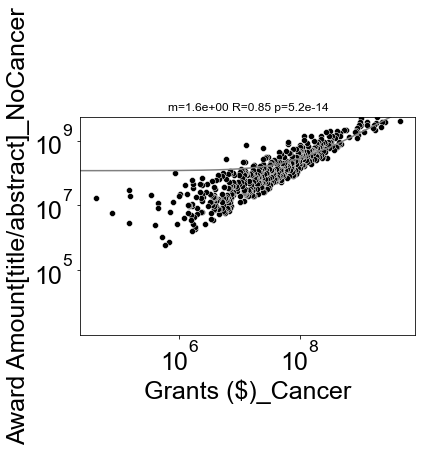 m=1.6e+00 R=0.85 p=5.2e-14
Award Amount[title/abstract]_NoCancer
10^9
10^7
10^5
10^6 10^8
Grants ($)_Cancer